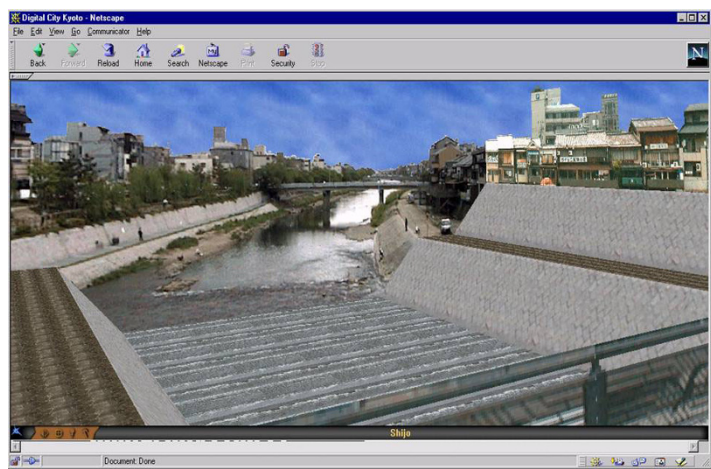 Digital City Kyoto - Netscape
File Edit View Go Communicator Help
Back Forward Reload Home Search Netscape Print Security Stop
N
Shijo
Document: Done